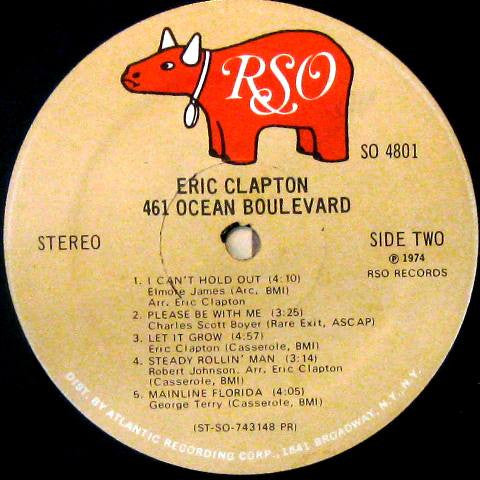 RSO
SO 4801
ERIC CLAPTON
461 OCEAN BOULEVARD
STEREO
SIDE TWO
℗ 1974
RSO RECORDS
1. I CAN'T HOLD OUT (4:10)
Elmore James (Arc, BMI)
Arr. Eric Clapton
2. PLEASE BE WITH ME (3:25)
Charles Scott Boyer (Rare Exit, ASCAP)
3. LET IT GROW (4:57)
Eric Clapton (Casserole, BMI)
4. STEADY ROLLIN' MAN (3:14)
Robert Johnson. Arr. Eric Clapton
(Casserole, BMI)
5. MAINLINE FLORIDA (4:05)
George Terry (Casserole, BMI)
(ST-SO-743148 PR)
DIST. BY ATLANTIC RECORDING CORP., 1841 BROADWAY, N.Y., N.Y.